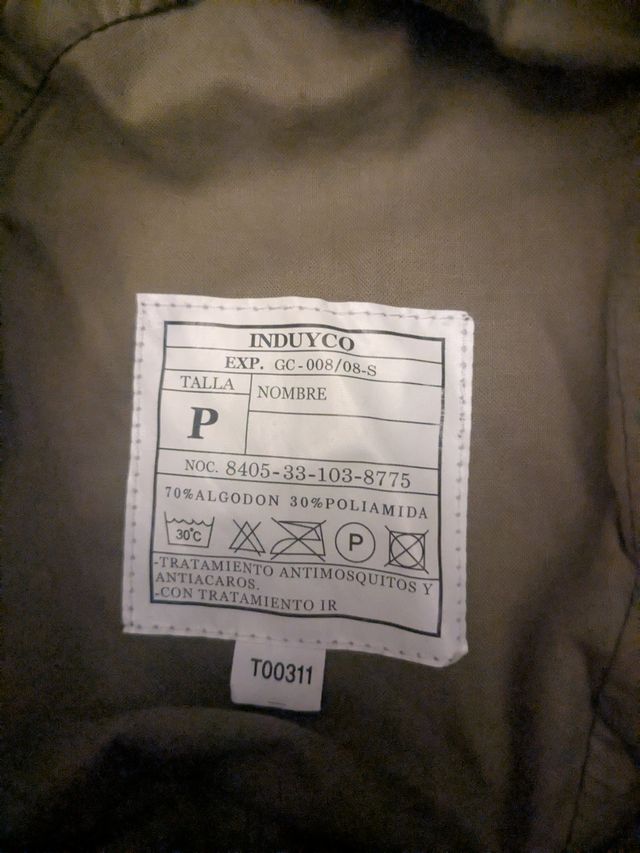 INDUYCO
EXP. GC-008/08-S
TALLA
NOMBRE
P
NOC. 8405-33-103-8775
70%ALGODON 30%POLIAMIDA
30°C
P
-TRATAMIENTO ANTIMOSQUITOS Y
ANTIACAROS.
-CON TRATAMIENTO IR
T00311